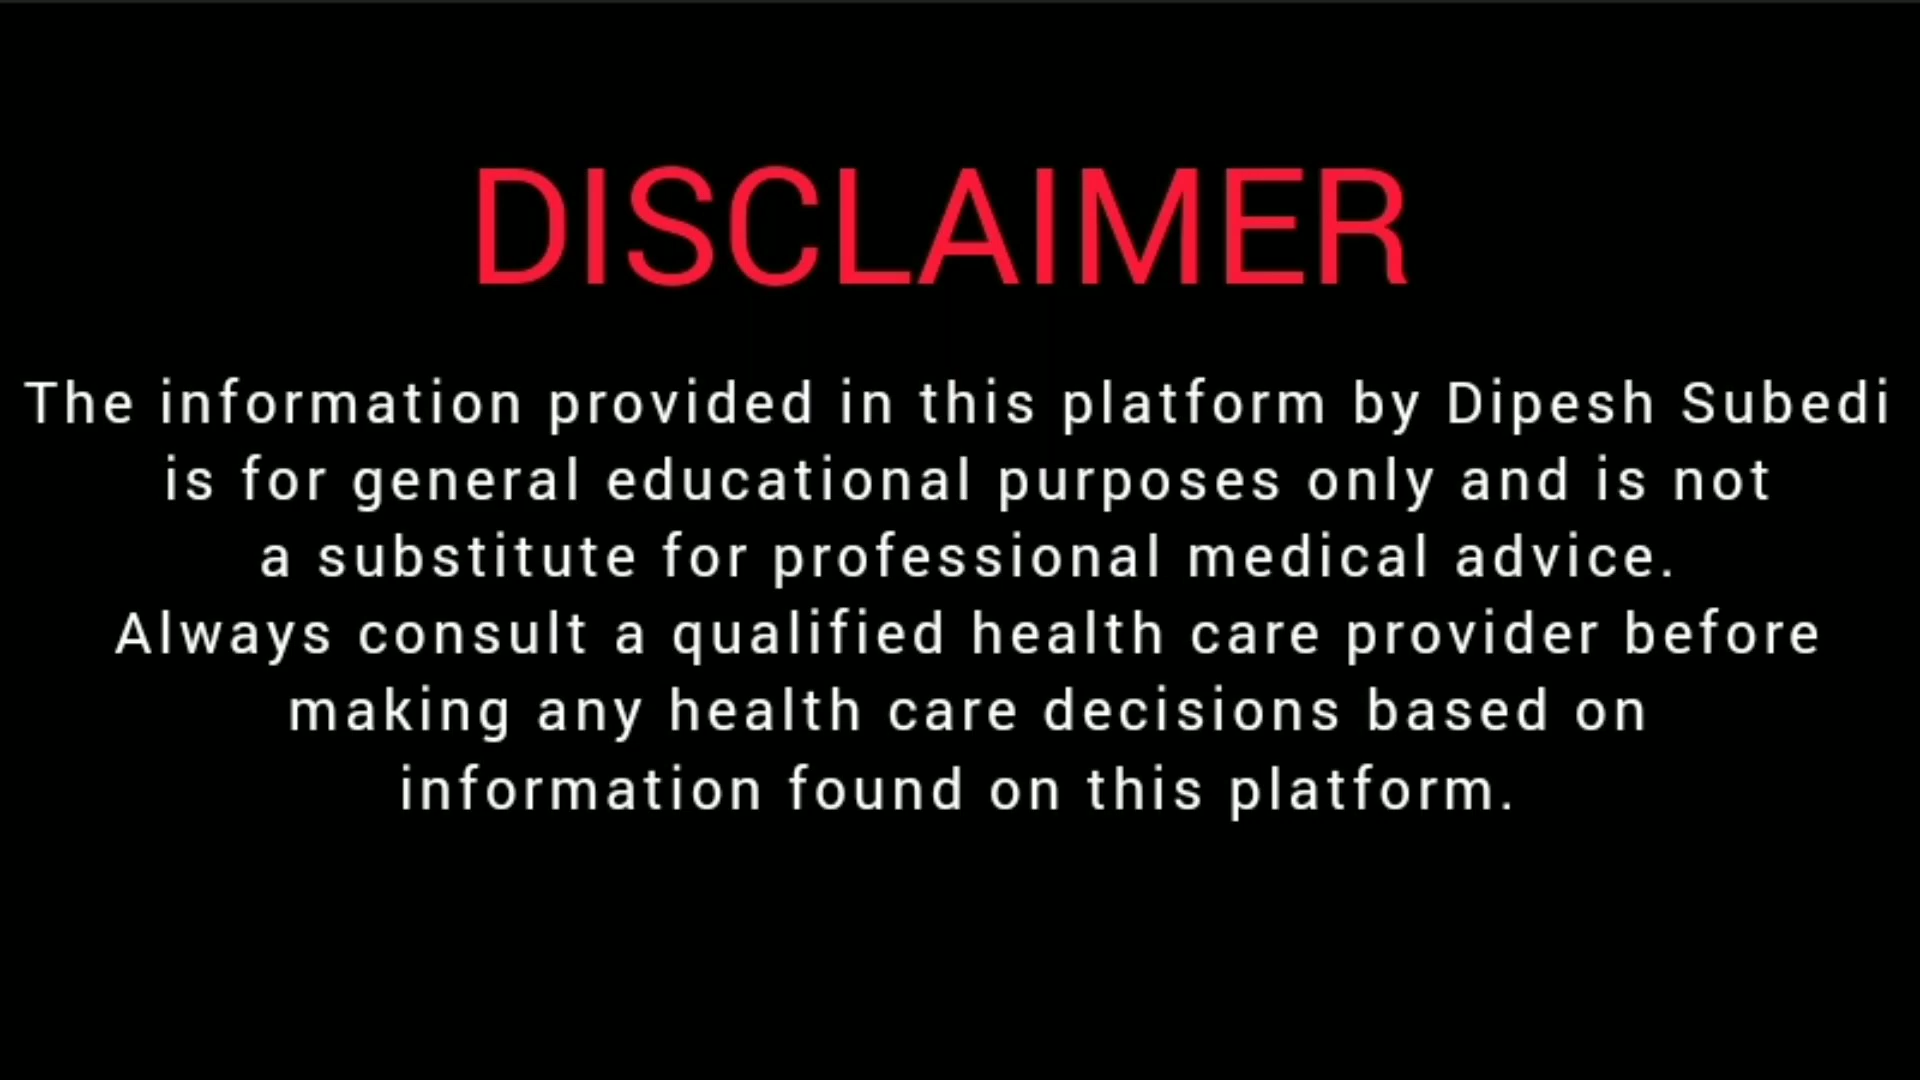 DISCLAIMER
The information provided in this platform by Dipesh Subedi
is for general educational purposes only and is not
a substitute for professional medical advice.
Always consult a qualified health care provider before
making any health care decisions based on
information found on this platform.